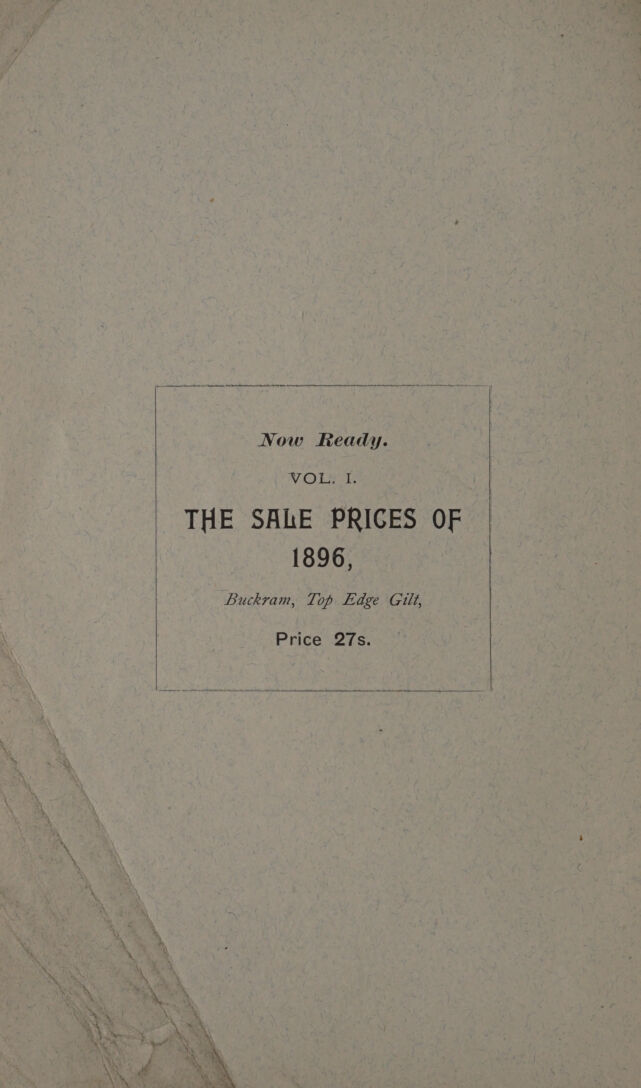 Now Ready.
VOL. I.
THE SALE PRICES OF
1896,
Buckram, Top Edge Gilt,
Price 27s.